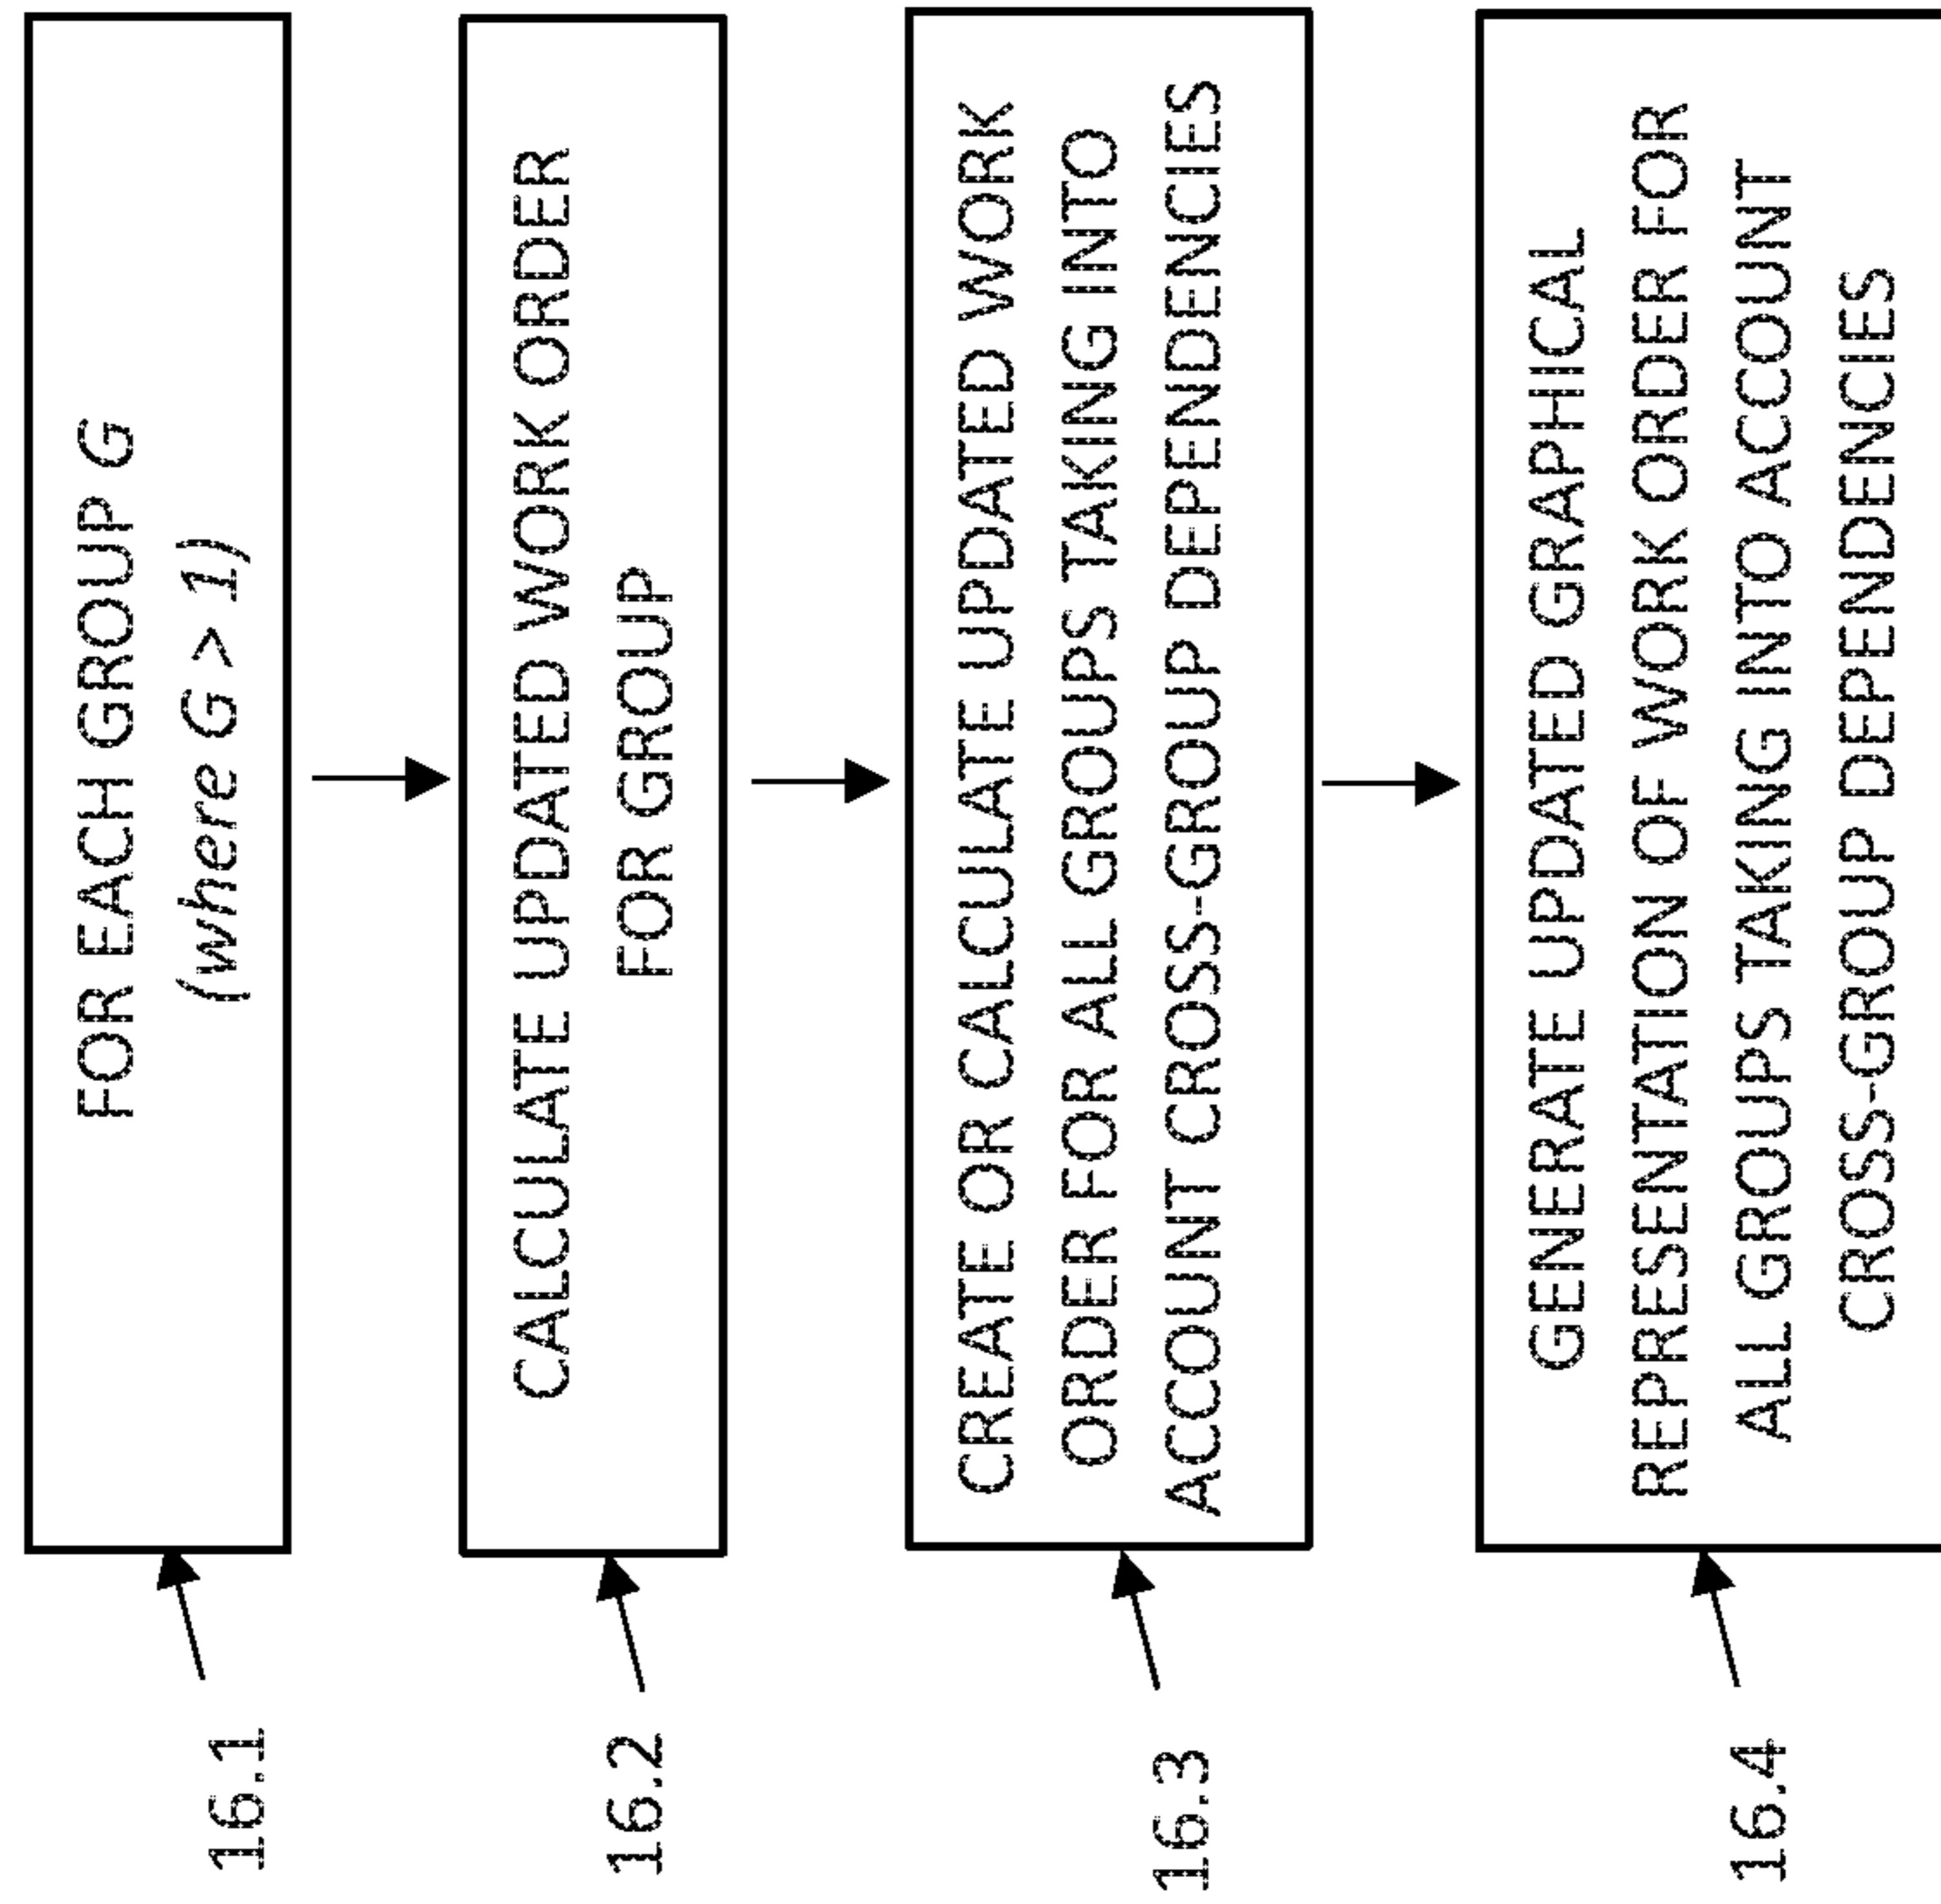 16.1
FOR EACH GROUP G
(where G > 1)
16.2
CALCULATE UPDATED WORK ORDER
FOR GROUP
16.3
CREATE OR CALCULATE UPDATED WORK
ORDER FOR ALL GROUPS TAKING INTO
ACCOUNT CROSS-GROUP DEPENDENCIES
16.4
GENERATE UPDATED GRAPHICAL
REPRESENTATION OF WORK ORDER FOR
ALL GROUPS TAKING INTO ACCOUNT
CROSS-GROUP DEPENDENCIES